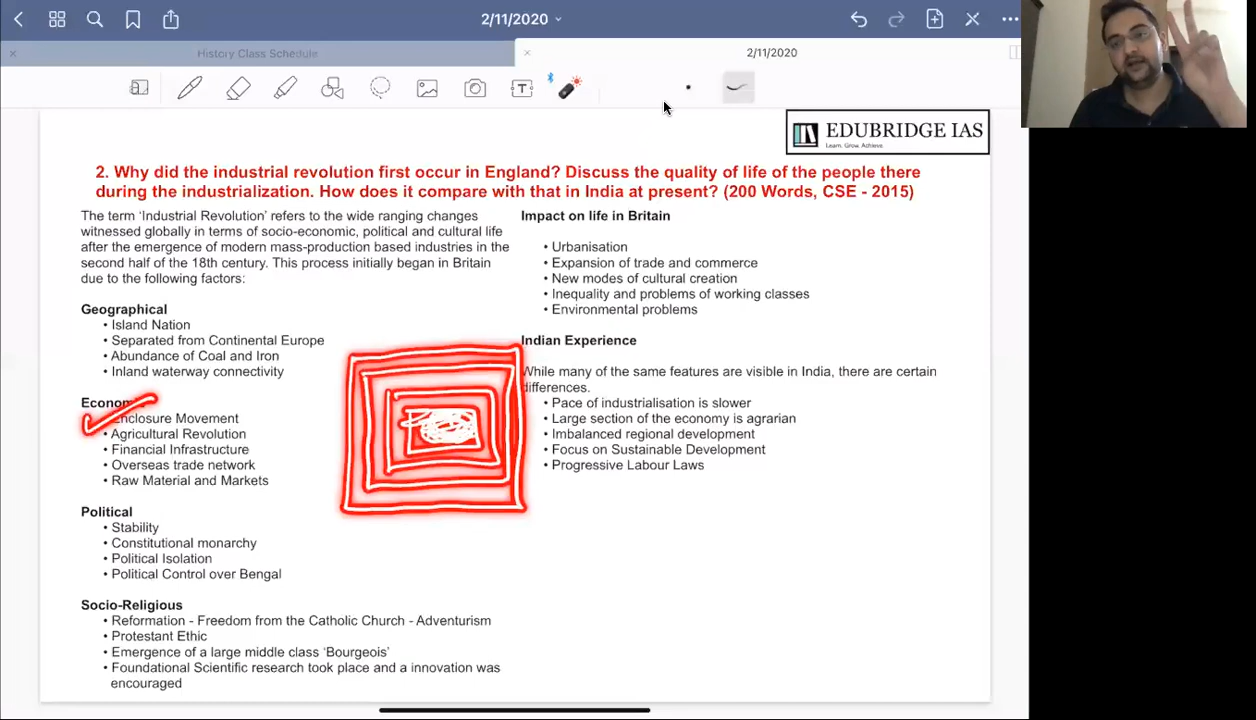 2/11/2020
History Class Schedule
2/11/2020
EDUBRIDGE IAS
Learn. Grow. Achieve.
2. Why did the industrial revolution first occur in England? Discuss the quality of life of the people there
during the industrialization. How does it compare with that in India at present? (200 Words, CSE - 2015)
The term ‘Industrial Revolution’ refers to the wide ranging changes
witnessed globally in terms of socio-economic, political and cultural life
after the emergence of modern mass-production based industries in the
second half of the 18th century. This process initially began in Britain
due to the following factors:
Geographical
• Island Nation
• Separated from Continental Europe
• Abundance of Coal and Iron
• Inland waterway connectivity
Enclosure Movement
• Agricultural Revolution
• Financial Infrastructure
• Overseas trade network
• Raw Material and Markets
Political
• Stability
• Constitutional monarchy
• Political Isolation
• Political Control over Bengal
Socio-Religious
• Reformation - Freedom from the Catholic Church - Adventurism
• Protestant Ethic
• Emergence of a large middle class ‘Bourgeois’
• Foundational Scientific research took place and a innovation was
encouraged
Impact on life in Britain
• Urbanisation
• Expansion of trade and commerce
• New modes of cultural creation
• Inequality and problems of working classes
• Environmental problems
Indian Experience
While many of the same features are visible in India, there are certain
differences.
• Pace of industrialisation is slower
• Large section of the economy is agrarian
• Imbalanced regional development
• Focus on Sustainable Development
• Progressive Labour Laws